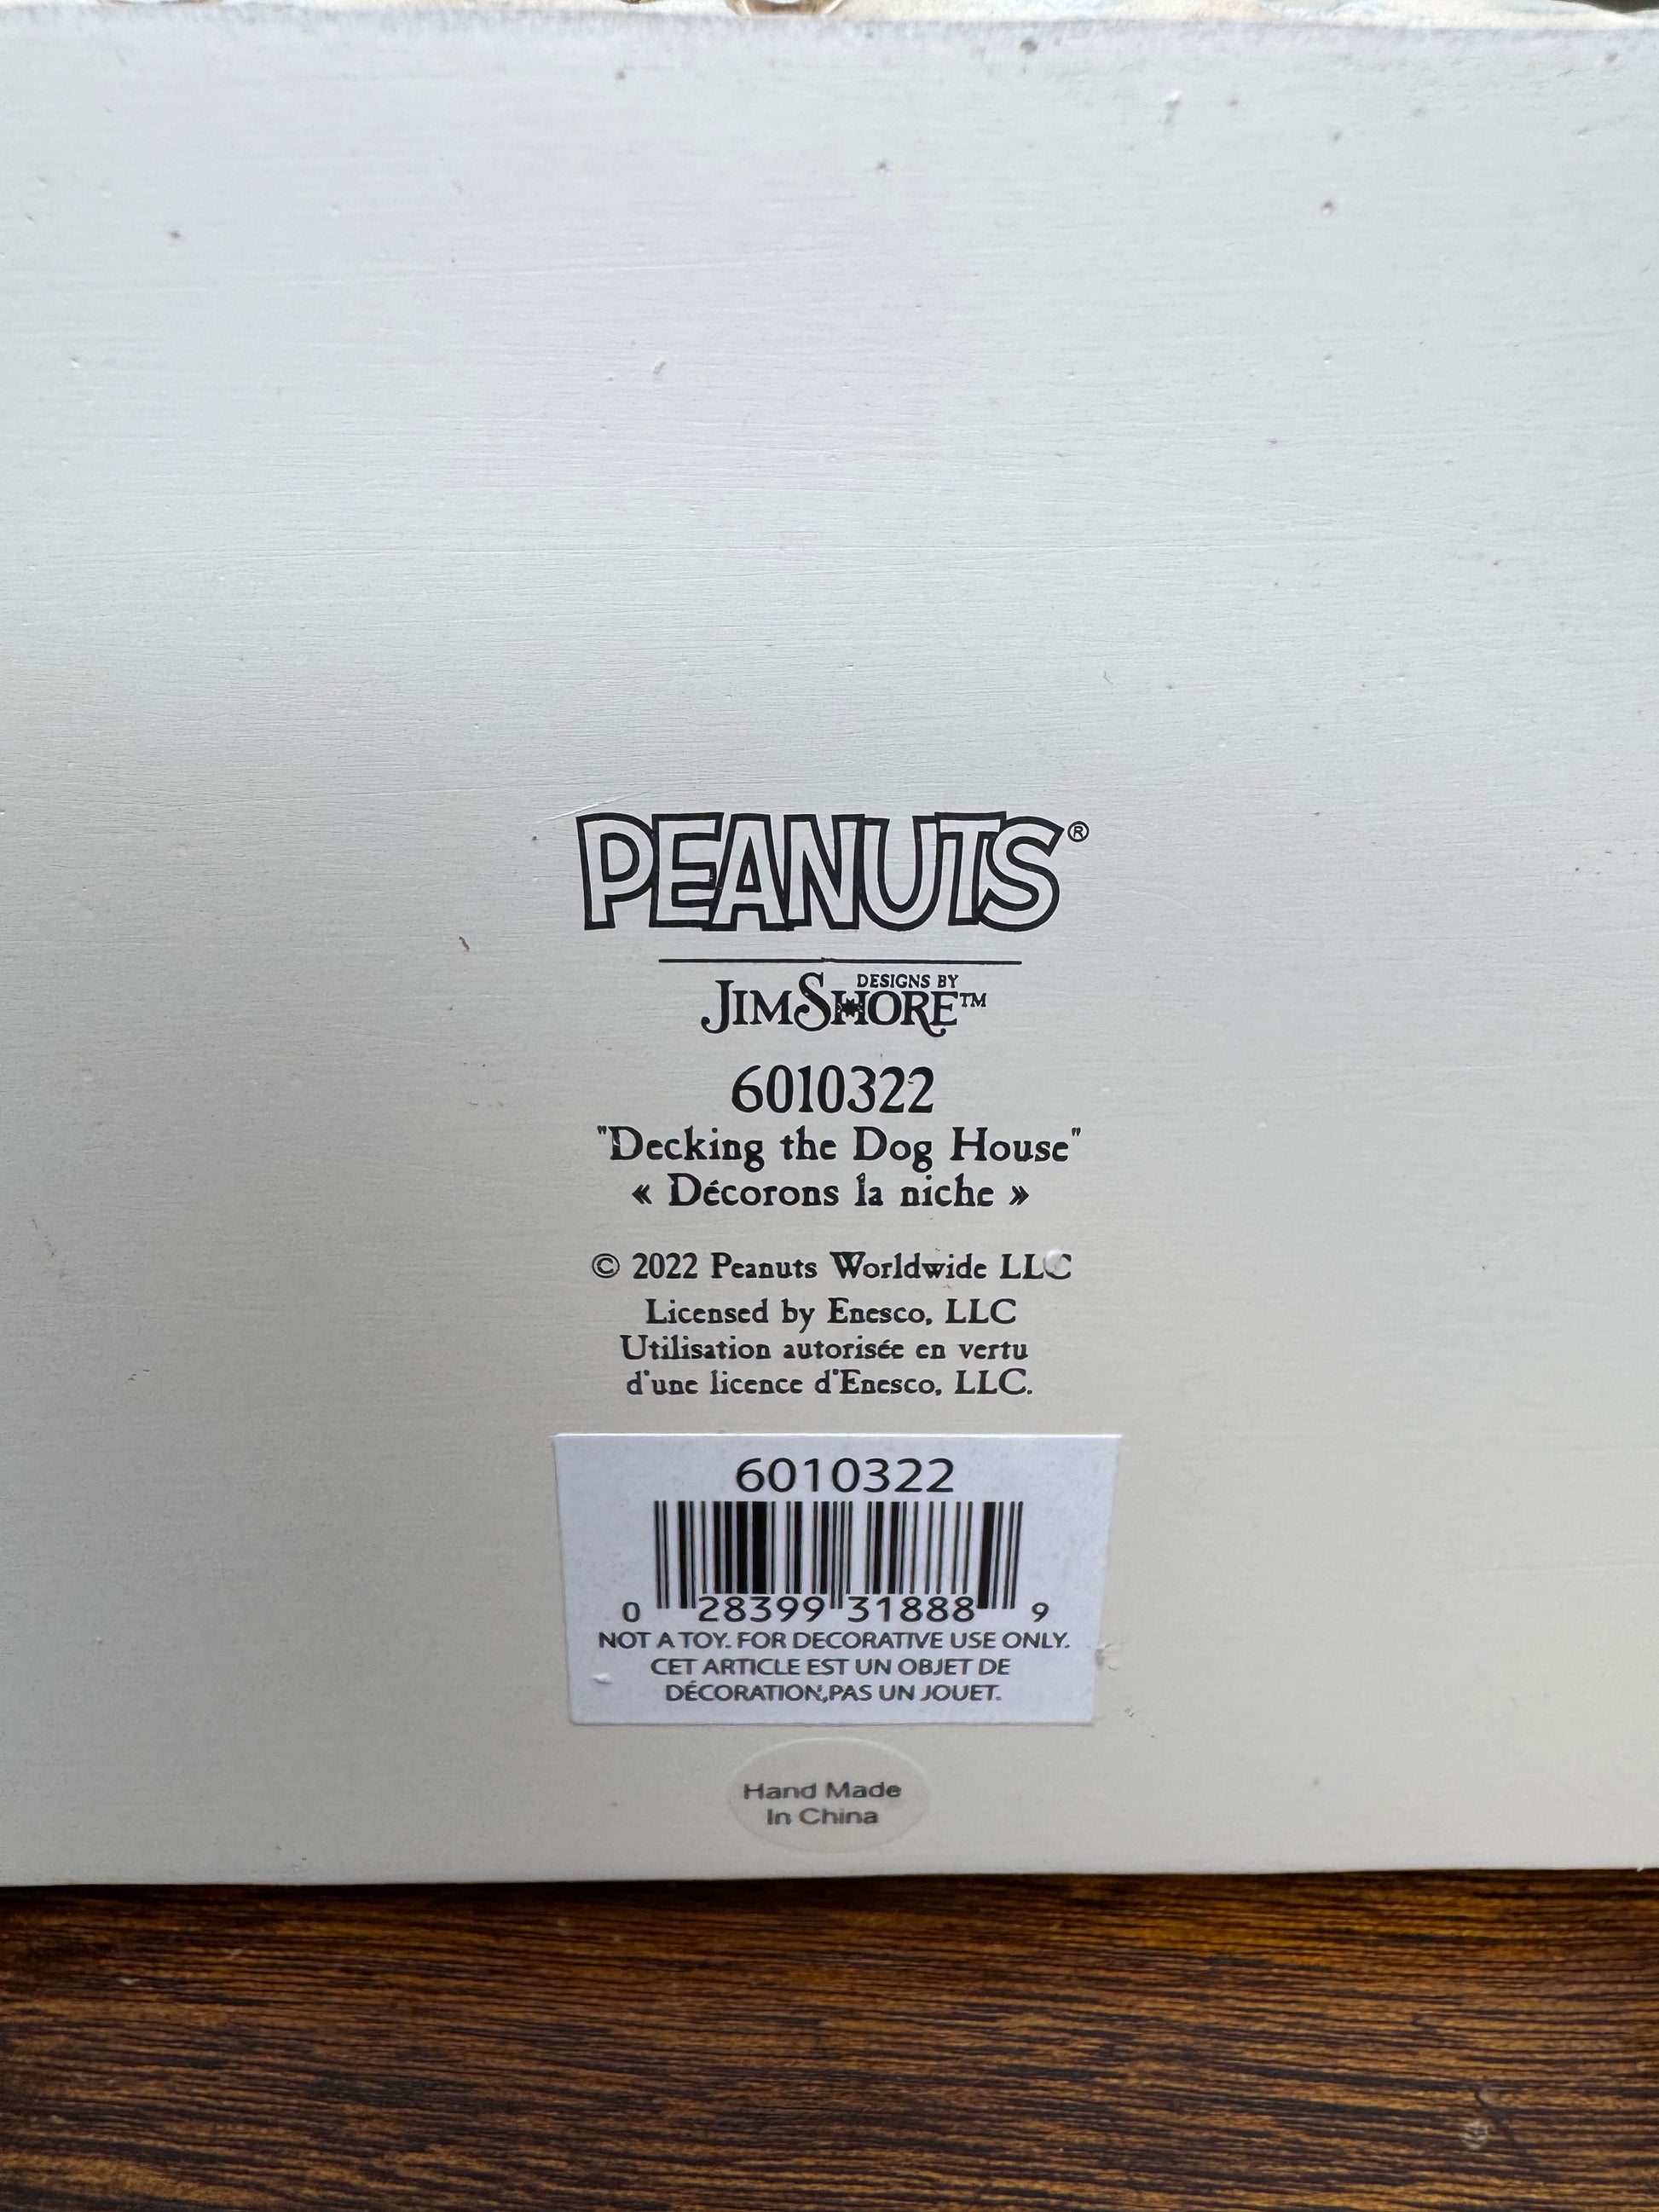 PEANUTS®
DESIGNS BY
JIM SHORE™
6010322
"Decking the Dog House"
« Décorons la niche »
© 2022 Peanuts Worldwide LLC
Licensed by Enesco, LLC
Utilisation autorisée en vertu
d'une licence d'Enesco, LLC.
6010322
0 28399 31888 9
NOT A TOY. FOR DECORATIVE USE ONLY.
CET ARTICLE EST UN OBJET DE
DÉCORATION,PAS UN JOUET.
Hand Made
In China